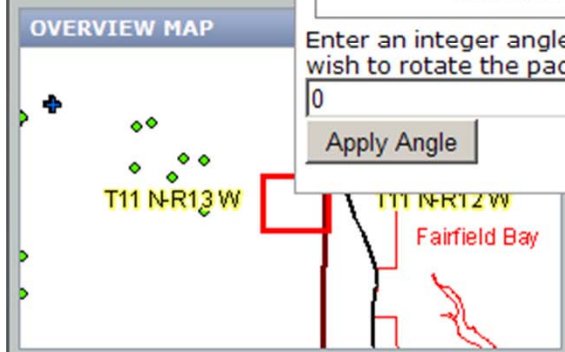 OVERVIEW MAP
Enter an integer angle
wish to rotate the pad
0
Apply Angle
T11 N-R13 W
T11 N-R12 W
Fairfield Bay